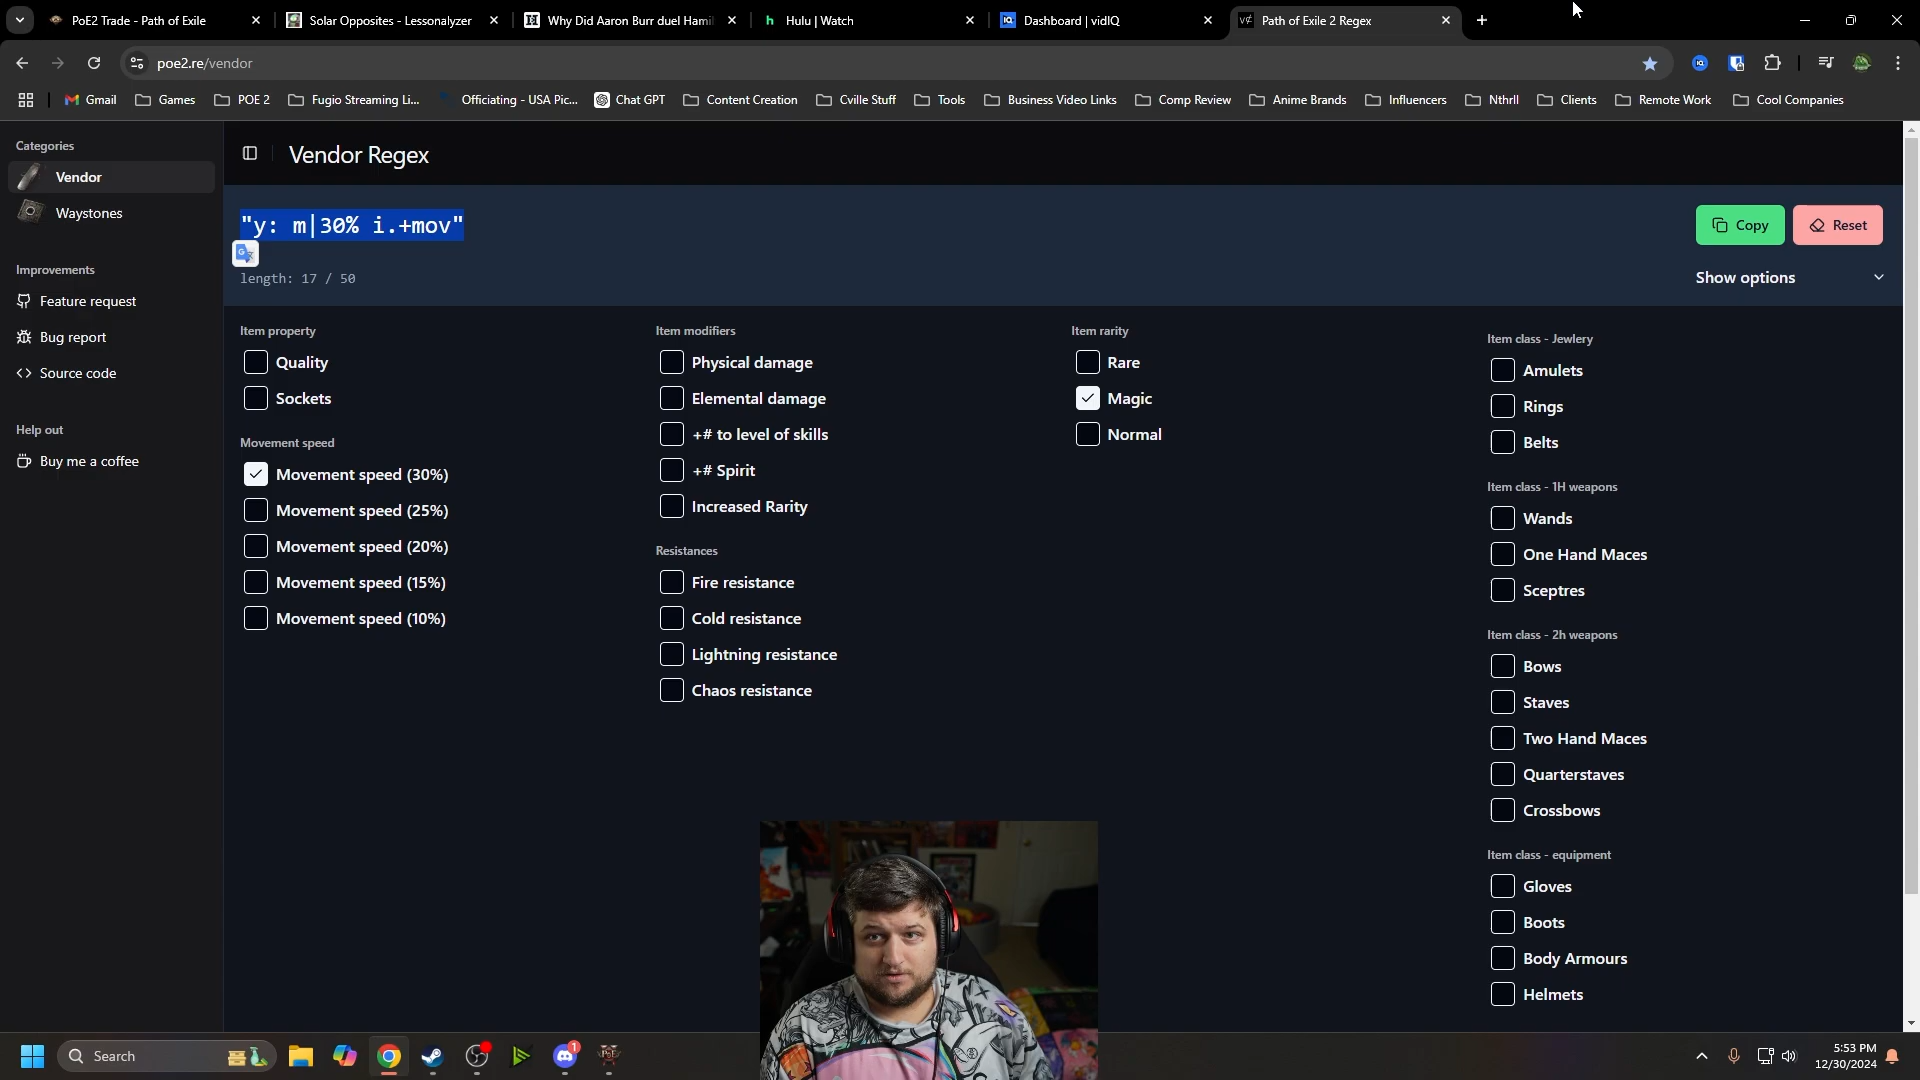 PoE2 Trade - Path of Exile
Solar Opposites - Lessonalyzer
Why Did Aaron Burr duel Hamil
Hulu | Watch
Dashboard | vidIQ
Path of Exile 2 Regex
poe2.re/vendor
Gmail
Games
POE 2
Fugio Streaming Li...
Officiating - USA Pic...
Chat GPT
Content Creation
Cville Stuff
Tools
Business Video Links
Comp Review
Anime Brands
Influencers
Nthrll
Clients
Remote Work
Cool Companies
Categories
Vendor
Waystones
Improvements
Feature request
Bug report
Source code
Help out
Buy me a coffee
Vendor Regex
"y: m|30% i.+mov"
length: 17 / 50
Copy
Reset
Show options
Item property
Quality
Sockets
Movement speed
Movement speed (30%)
Movement speed (25%)
Movement speed (20%)
Movement speed (15%)
Movement speed (10%)
Item modifiers
Physical damage
Elemental damage
+# to level of skills
+# Spirit
Increased Rarity
Resistances
Fire resistance
Cold resistance
Lightning resistance
Chaos resistance
Item rarity
Rare
Magic
Normal
Item class - Jewlery
Amulets
Rings
Belts
Item class - 1H weapons
Wands
One Hand Maces
Sceptres
Item class - 2h weapons
Bows
Staves
Two Hand Maces
Quarterstaves
Crossbows
Item class - equipment
Gloves
Boots
Body Armours
Helmets
Search
1
5:53 PM
12/30/2024